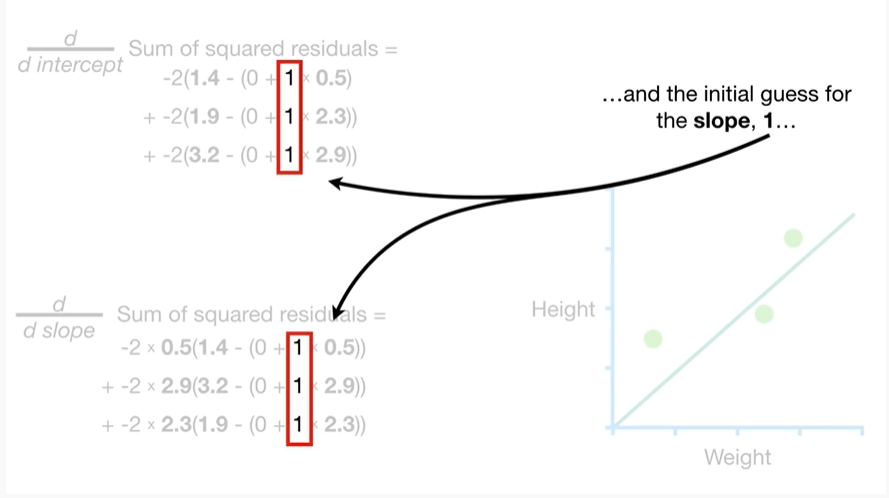 d
d intercept
Sum of squared residuals =
-2(1.4 - (0 + 1 × 0.5)
+ -2(1.9 - (0 + 1 × 2.3))
+ -2(3.2 - (0 + 1 × 2.9))
…and the initial guess for
the slope, 1…
d
d slope
Sum of squared residuals =
-2 × 0.5(1.4 - (0 + 1 × 0.5))
+ -2 × 2.9(3.2 - (0 + 1 × 2.9))
+ -2 × 2.3(1.9 - (0 + 1 × 2.3))
Height
Weight